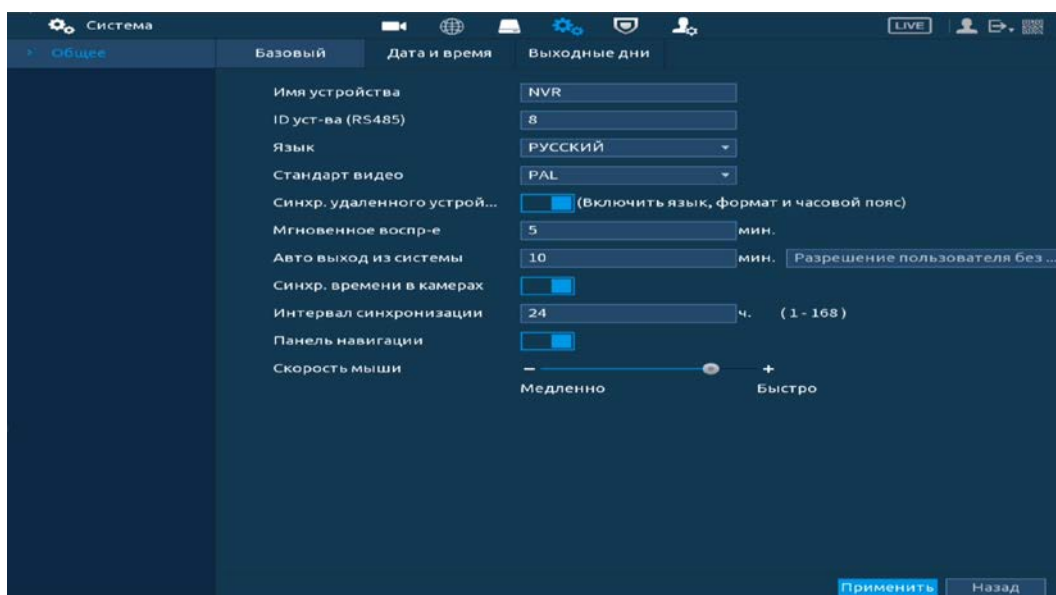 Система LIVE
Общее Базовый Дата и время Выходные дни
Имя устройства NVR
ID уст-ва (RS485) 8
Язык РУССКИЙ
Стандарт видео PAL
Синхр. удаленного устрой... (Включить язык, формат и часовой пояс)
Мгновенное воспр-е 5 мин.
Авто выход из системы 10 мин. Разрешение пользователя без ...
Синхр. времени в камерах
Интервал синхронизации 24 ч. (1-168)
Панель навигации
Скорость мыши - +
Медленно Быстро
Применить Назад